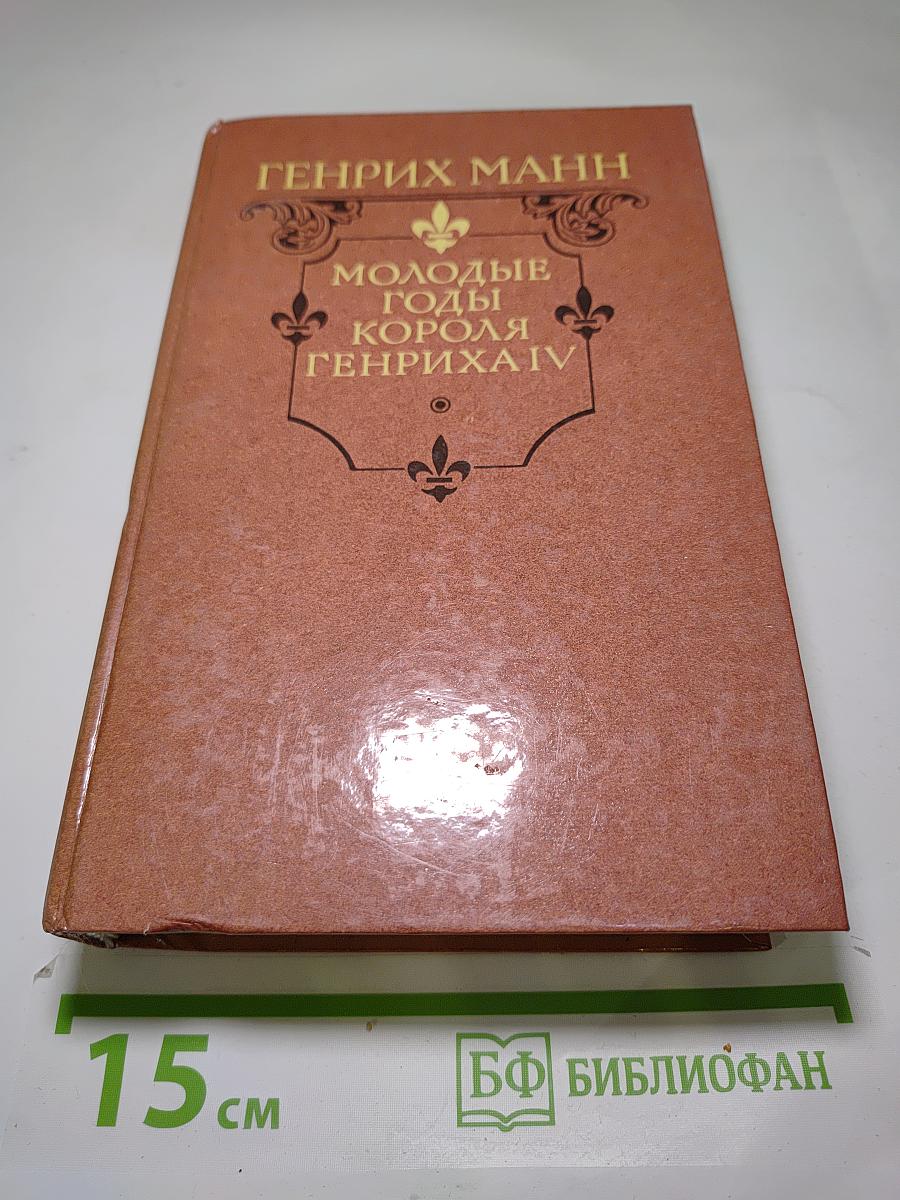 ГЕНРИХ МАНН
МОЛОДЫЕ
ГОДЫ
КОРОЛЯ
ГЕНРИХА IV
15 см
БФ БИБЛИОФАН